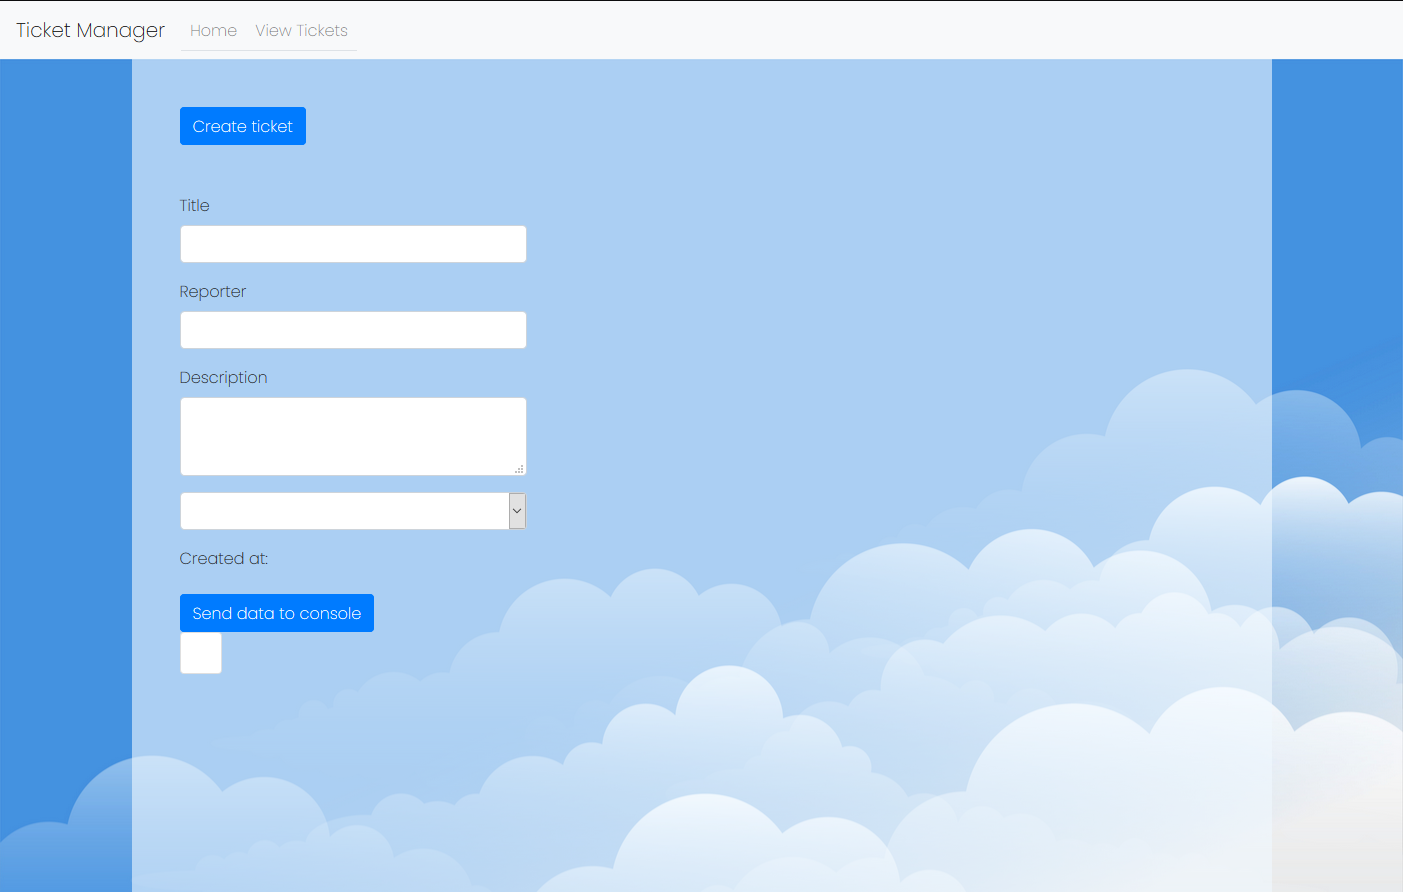 Ticket Manager Home View Tickets
Create ticket
Title
Reporter
Description
Created at:
Send data to console